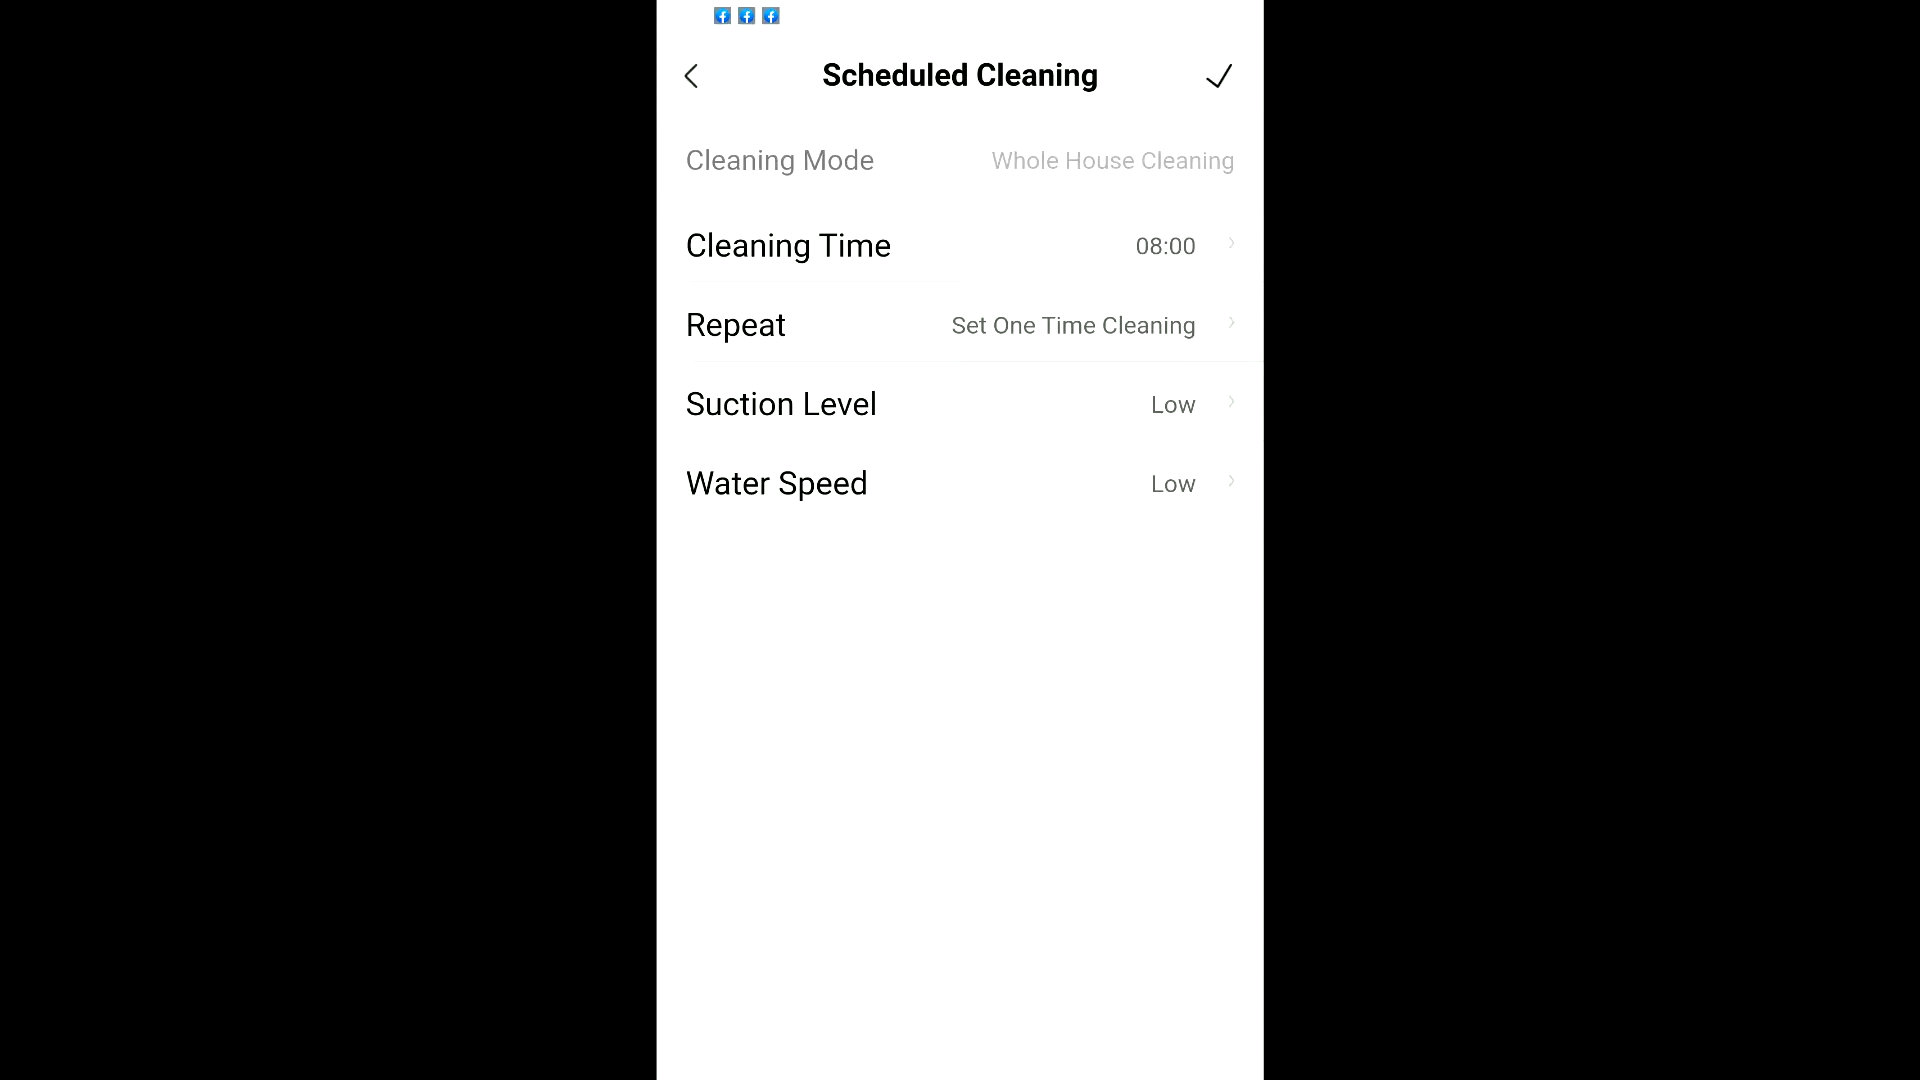 Scheduled Cleaning
Cleaning Mode Whole House Cleaning
Cleaning Time 08:00
Repeat Set One Time Cleaning
Suction Level Low
Water Speed Low